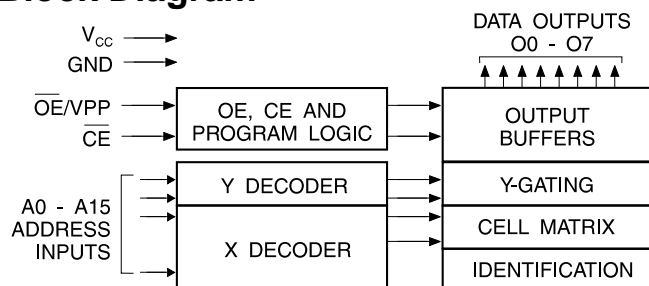 Block Diagram
VCC
GND
OE/VPP
CE
A0 - A15
ADDRESS
INPUTS
OE, CE AND
PROGRAM LOGIC
Y DECODER
X DECODER
DATA OUTPUTS
O0 - O7
OUTPUT
BUFFERS
Y-GATING
CELL MATRIX
IDENTIFICATION